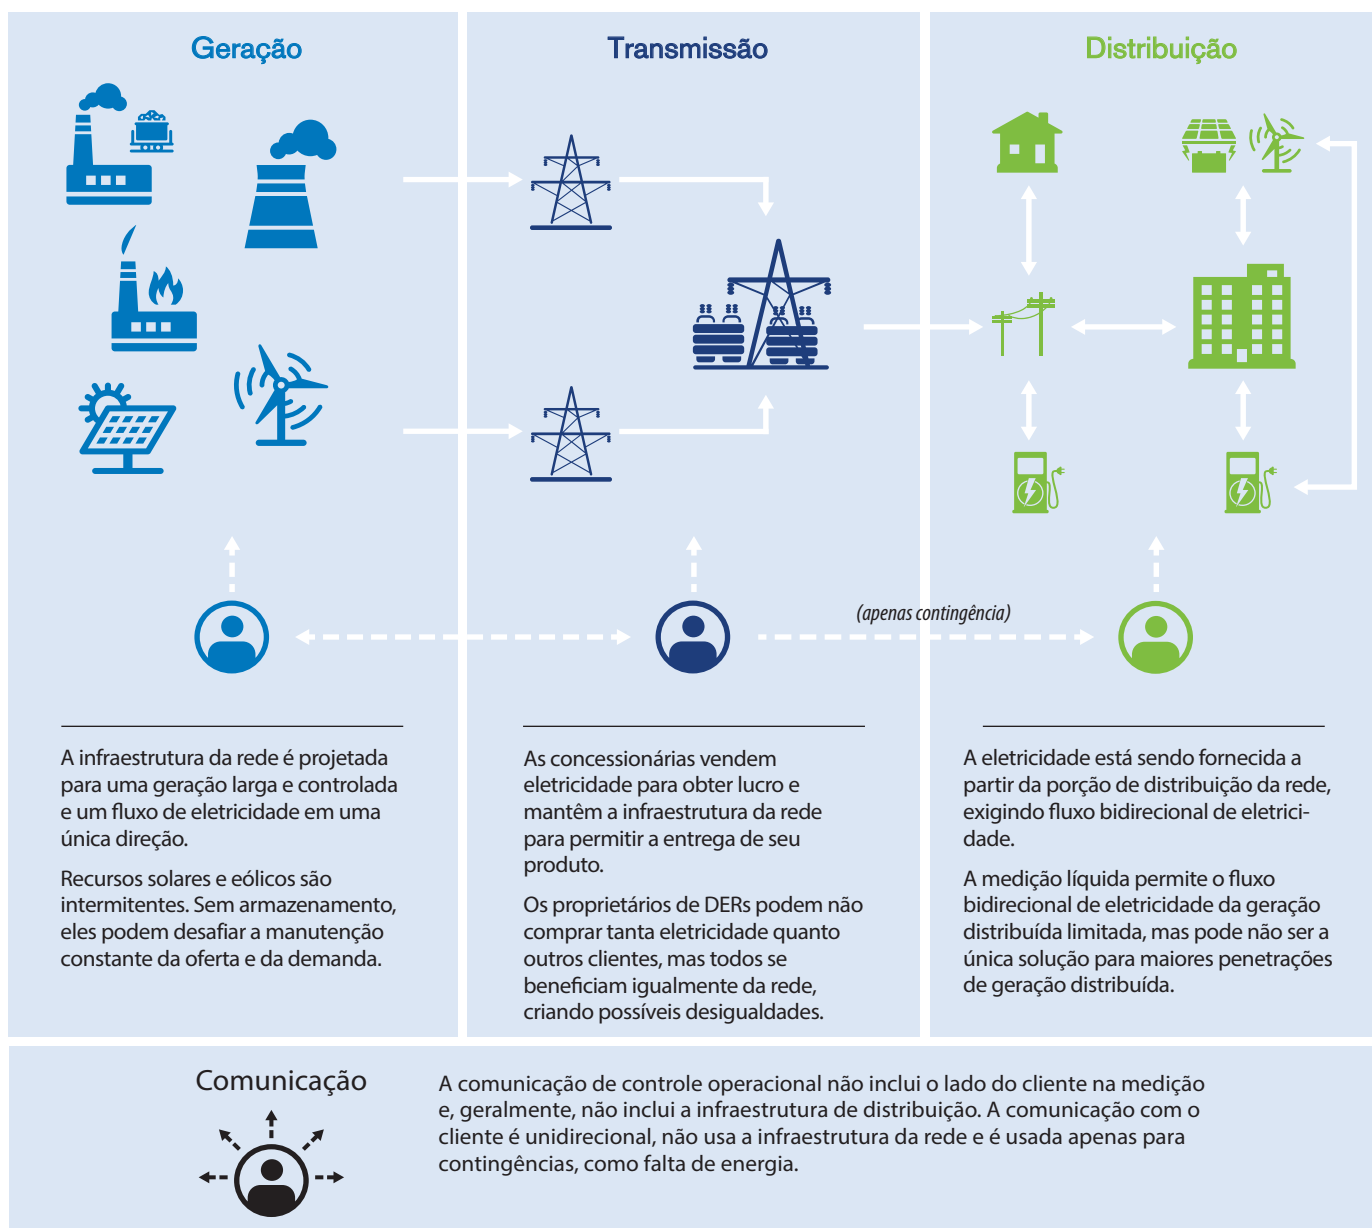 Geração
Transmissão
Distribuição
(apenas contingência)
A infraestrutura da rede é projetada
para uma geração larga e controlada
e um fluxo de eletricidade em uma
única direção.
Recursos solares e eólicos são
intermitentes. Sem armazenamento,
eles podem desafiar a manutenção
constante da oferta e da demanda.
As concessionárias vendem
eletricidade para obter lucro e
mantêm a infraestrutura da rede
para permitir a entrega de seu
produto.
Os proprietários de DERs podem não
comprar tanta eletricidade quanto
outros clientes, mas todos se
beneficiam igualmente da rede,
criando possíveis desigualdades.
A eletricidade está sendo fornecida a
partir da porção de distribuição da rede,
exigindo fluxo bidirecional de eletrici-
dade.
A medição líquida permite o fluxo
bidirecional de eletricidade da geração
distribuída limitada, mas pode não ser a
única solução para maiores penetrações
de geração distribuída.
Comunicação
A comunicação de controle operacional não inclui o lado do cliente na medição
e, geralmente, não inclui a infraestrutura de distribuição. A comunicação com o
cliente é unidirecional, não usa a infraestrutura da rede e é usada apenas para
contingências, como falta de energia.